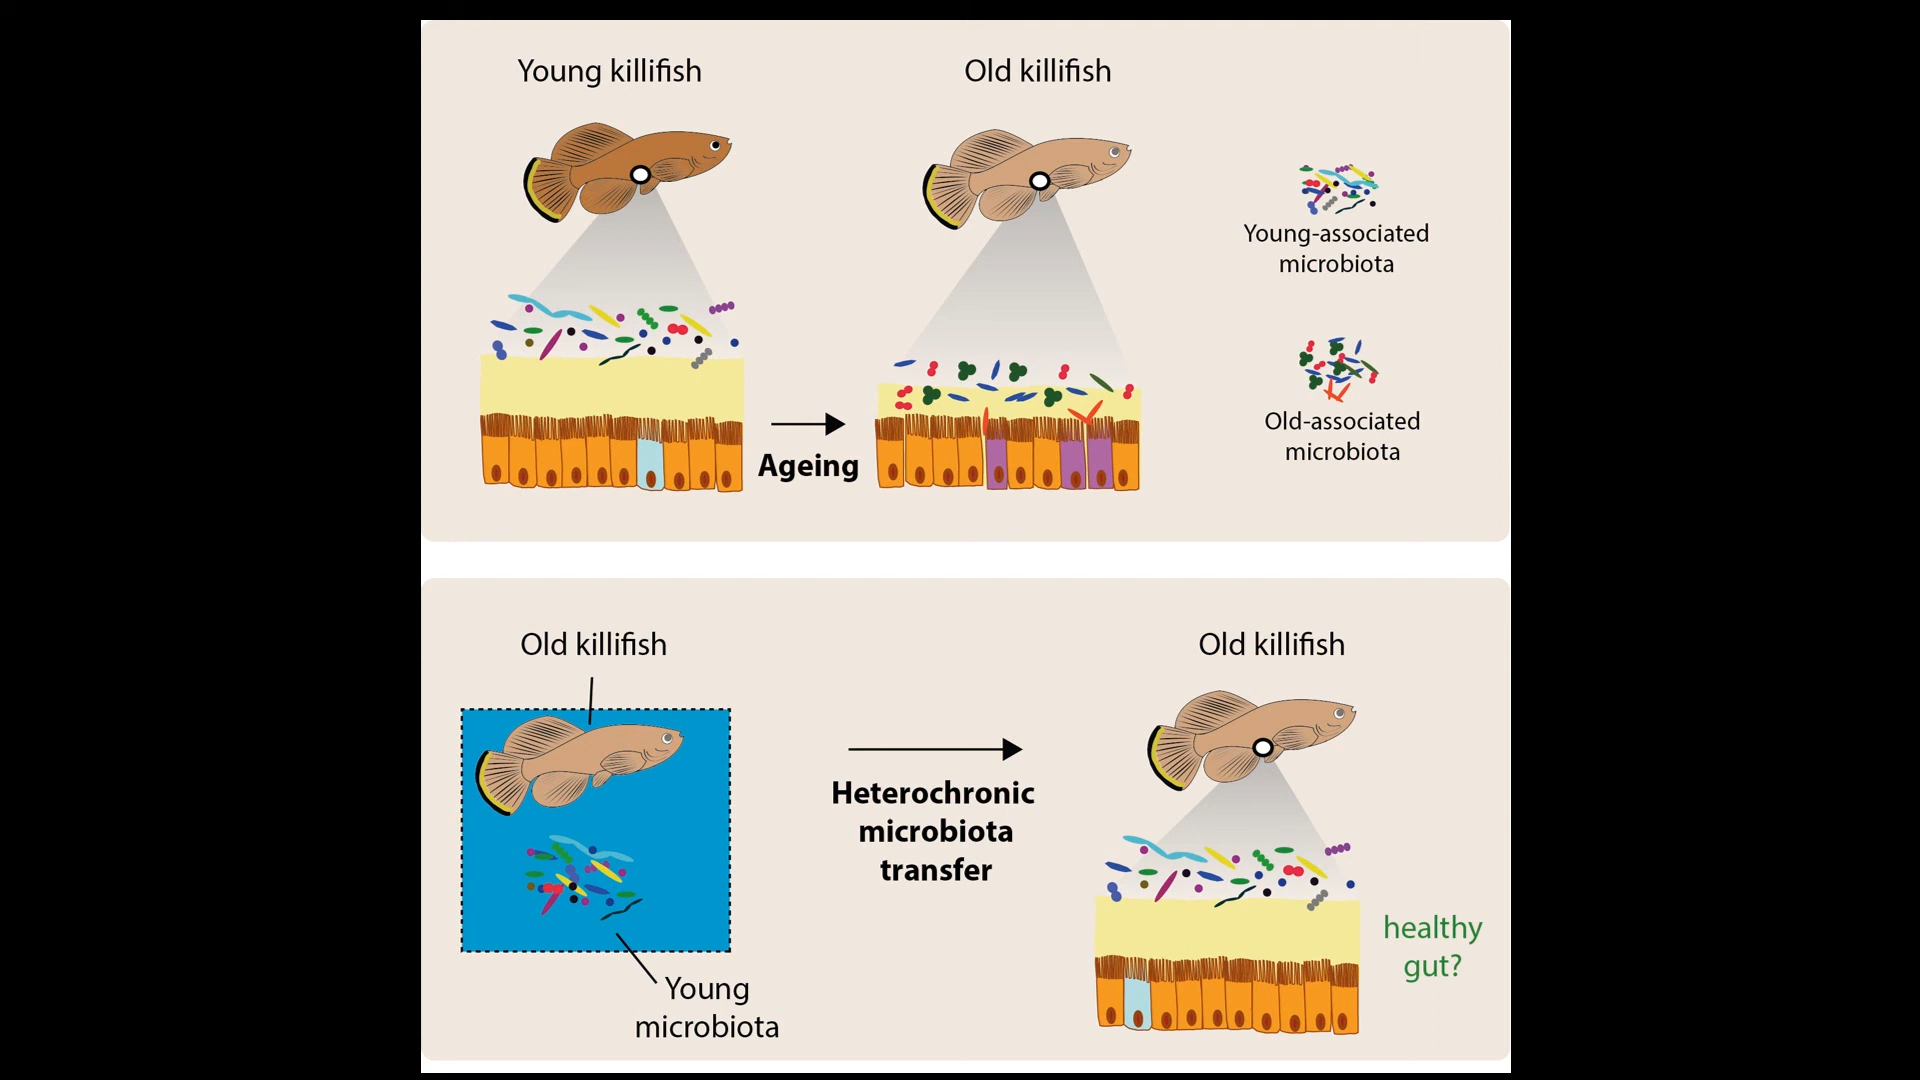 Young killifish
Old killifish
Young-associated
microbiota
Old-associated
microbiota
Ageing
Old killifish
Old killifish
Heterochronic
microbiota
transfer
healthy
gut?
Young
microbiota